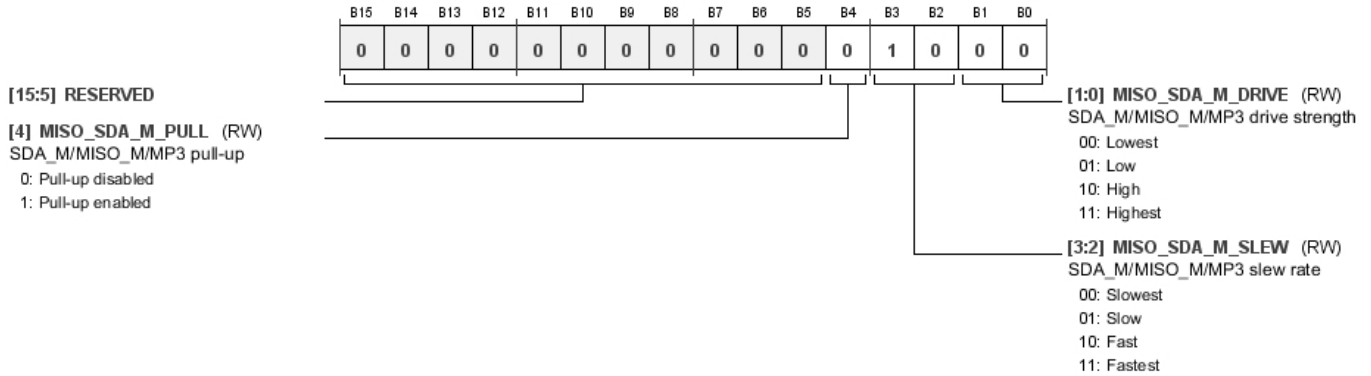 B15 B14 B13 B12 B11 B10 B9 B8 B7 B6 B5 B4 B3 B2 B1 B0
0 0 0 0 0 0 0 0 0 0 0 0 1 0 0 0
[15:5] RESERVED
[4] MISO_SDA_M_PULL (RW)
SDA_M/MISO_M/MP3 pull-up
0: Pull-up disabled
1: Pull-up enabled
[1:0] MISO_SDA_M_DRIVE (RW)
SDA_M/MISO_M/MP3 drive strength
00: Lowest
01: Low
10: High
11: Highest
[3:2] MISO_SDA_M_SLEW (RW)
SDA_M/MISO_M/MP3 slew rate
00: Slowest
01: Slow
10: Fast
11: Fastest